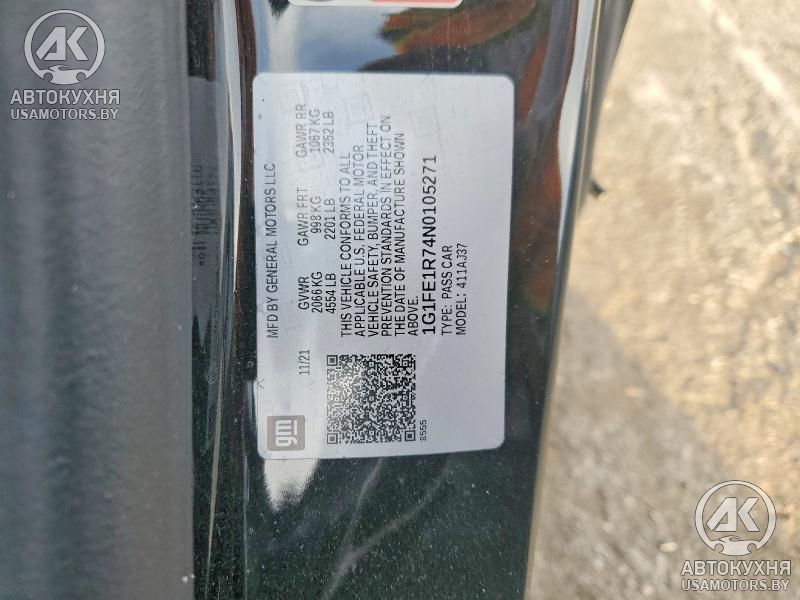 AK
АВТОКУХНЯ
USAMOTORS.BY
MFD BY GENERAL MOTORS LLC
11/21
GVWR GAWR FRT GAWR RR
2066 KG 998 KG 1067 KG
4554 LB 2201 LB 2352 LB
THIS VEHICLE CONFORMS TO ALL
APPLICABLE U.S. FEDERAL MOTOR
VEHICLE SAFETY, BUMPER, AND THEFT
PREVENTION STANDARDS IN EFFECT ON
THE DATE OF MANUFACTURE SHOWN
ABOVE.
1G1FE1R74N0105271
TYPE: PASS CAR
MODEL: 411AJ37
gm
8555
AK
АВТОКУХНЯ
USAMOTORS.BY